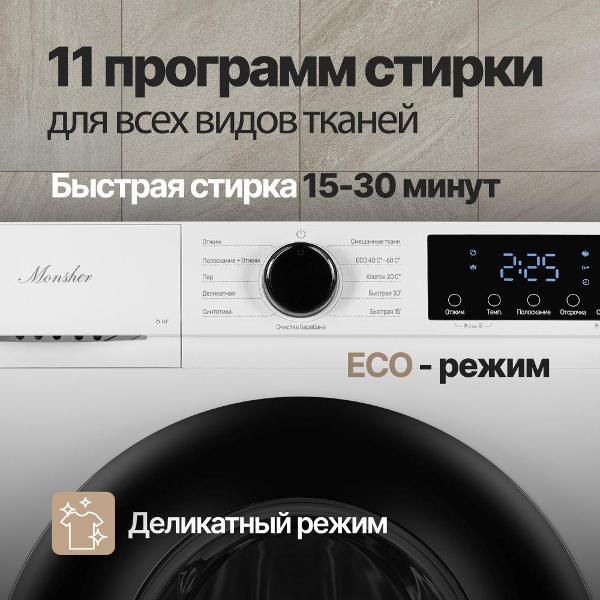 11 программ стирки
для всех видов тканей
Быстрая стирка 15-30 минут
Monsher
6 кг
Отжим
Полоскание + Отжим
Пар
Деликатная
Синтетика
Очистка барабана
Смешанные ткани
ECO 40 C°- 60 C°
Хлопок 20 C°
Быстрая 30'
Быстрая 15'
2:25
Отжим Темп. Полоскание Отсрочка
ECO - режим
Деликатный режим